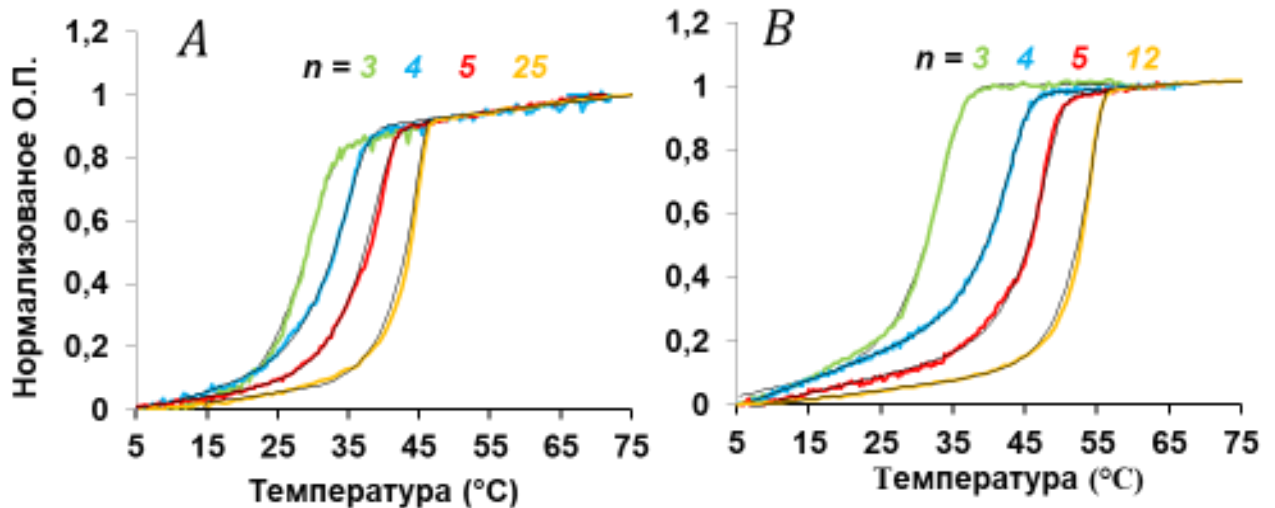 1,2
A
n = 3 4 5 25
1
0,8
0,6
0,4
0,2
0
5 15 25 35 45 55 65 75
Нормализованое О.П.
Температура (°C)
1,2
B
n = 3 4 5 12
1
0,8
0,6
0,4
0,2
0
5 15 25 35 45 55 65 75
Температура (°C)